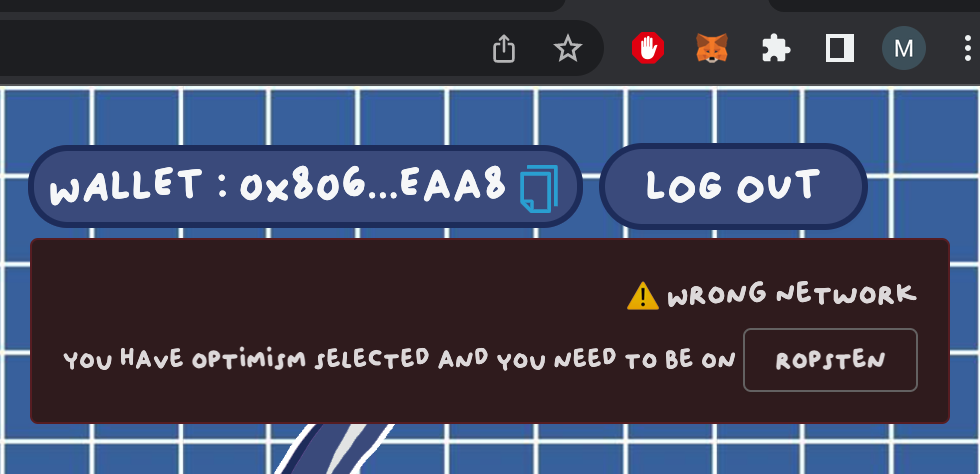 M
WALLET : 0x806...EAA8
LOG OUT
⚠️ WRONG NETWORK
YOU HAVE OPTIMISM SELECTED AND YOU NEED TO BE ON ROPSTEN